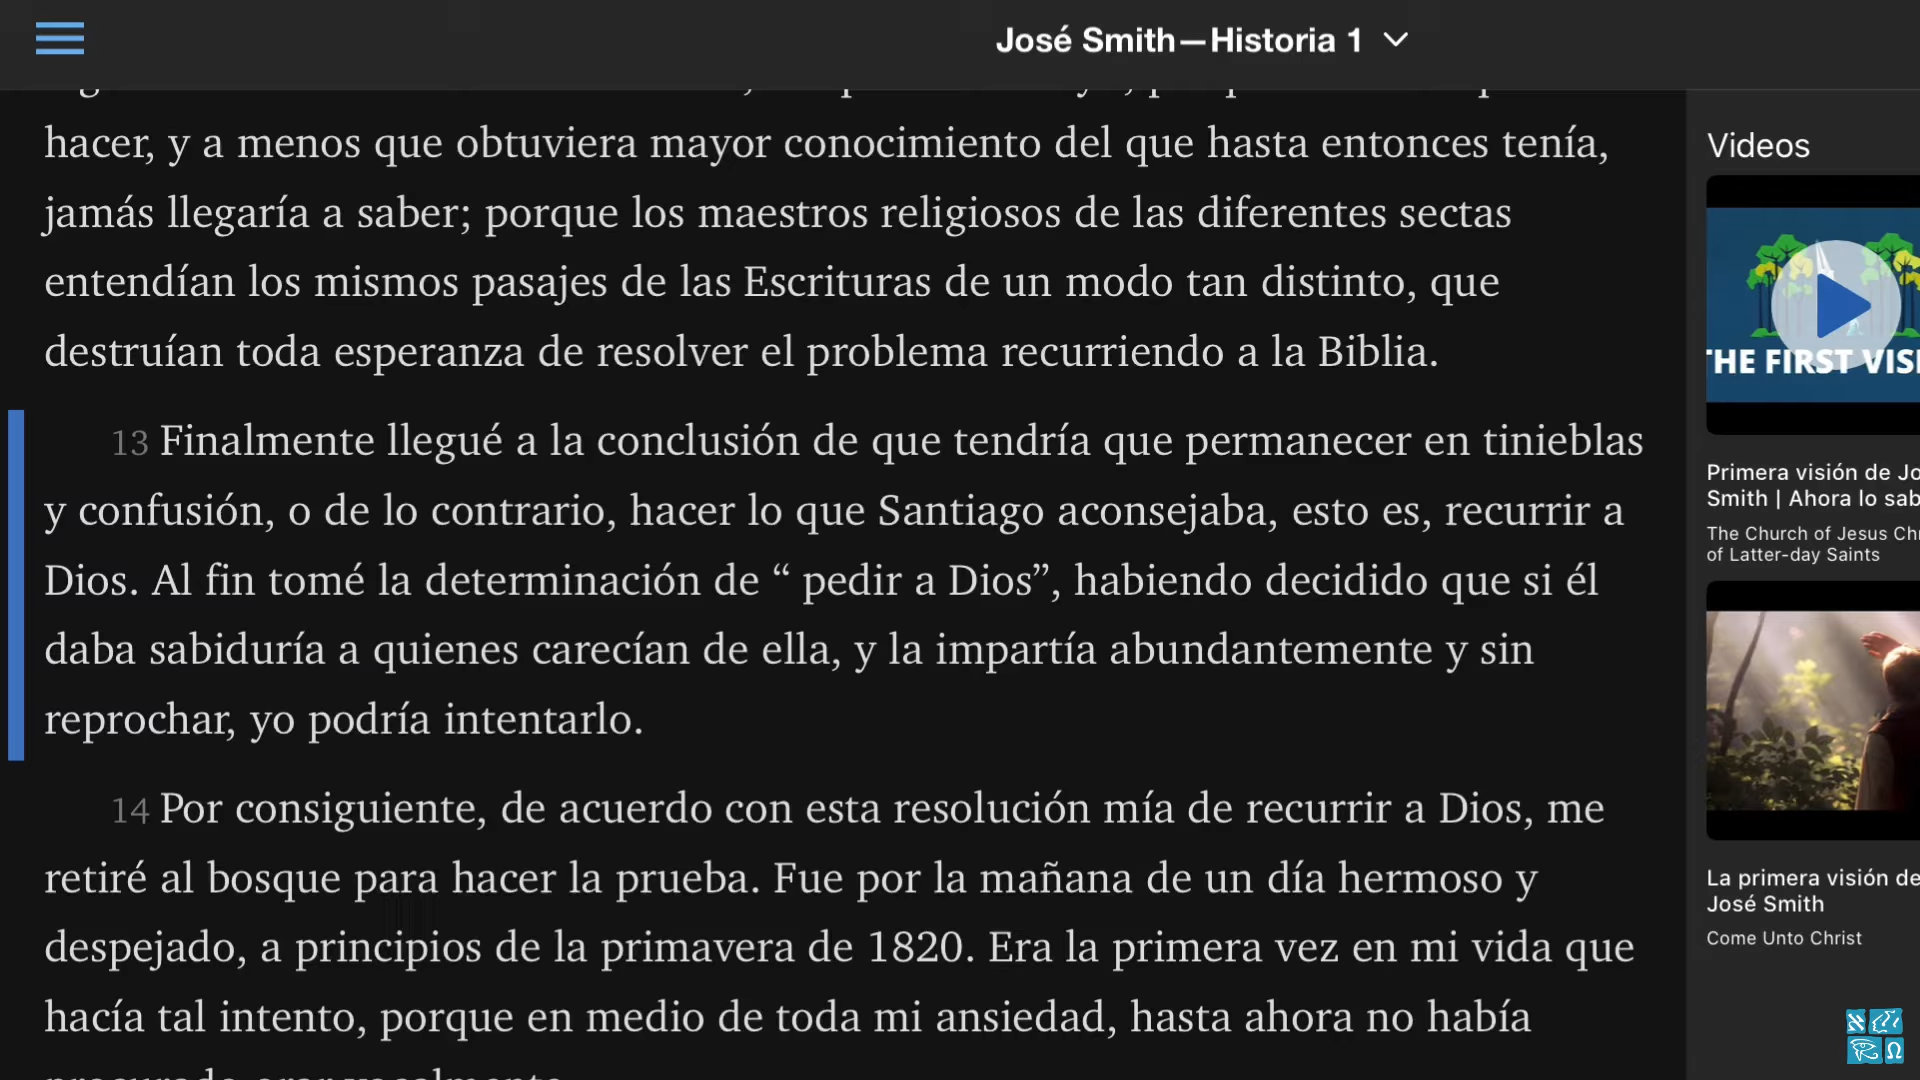 José Smith—Historia 1
hacer, y a menos que obtuviera mayor conocimiento del que hasta entonces tenía,
jamás llegaría a saber; porque los maestros religiosos de las diferentes sectas
entendían los mismos pasajes de las Escrituras de un modo tan distinto, que
destruían toda esperanza de resolver el problema recurriendo a la Biblia.
13 Finalmente llegué a la conclusión de que tendría que permanecer en tinieblas
y confusión, o de lo contrario, hacer lo que Santiago aconsejaba, esto es, recurrir a
Dios. Al fin tomé la determinación de “ pedir a Dios”, habiendo decidido que si él
daba sabiduría a quienes carecían de ella, y la impartía abundantemente y sin
reprochar, yo podría intentarlo.
14 Por consiguiente, de acuerdo con esta resolución mía de recurrir a Dios, me
retiré al bosque para hacer la prueba. Fue por la mañana de un día hermoso y
despejado, a principios de la primavera de 1820. Era la primera vez en mi vida que
hacía tal intento, porque en medio de toda mi ansiedad, hasta ahora no había
Videos
THE FIRST VISI
Primera visión de Jo
Smith | Ahora lo sab
The Church of Jesus Chr
of Latter-day Saints
La primera visión de
José Smith
Come Unto Christ